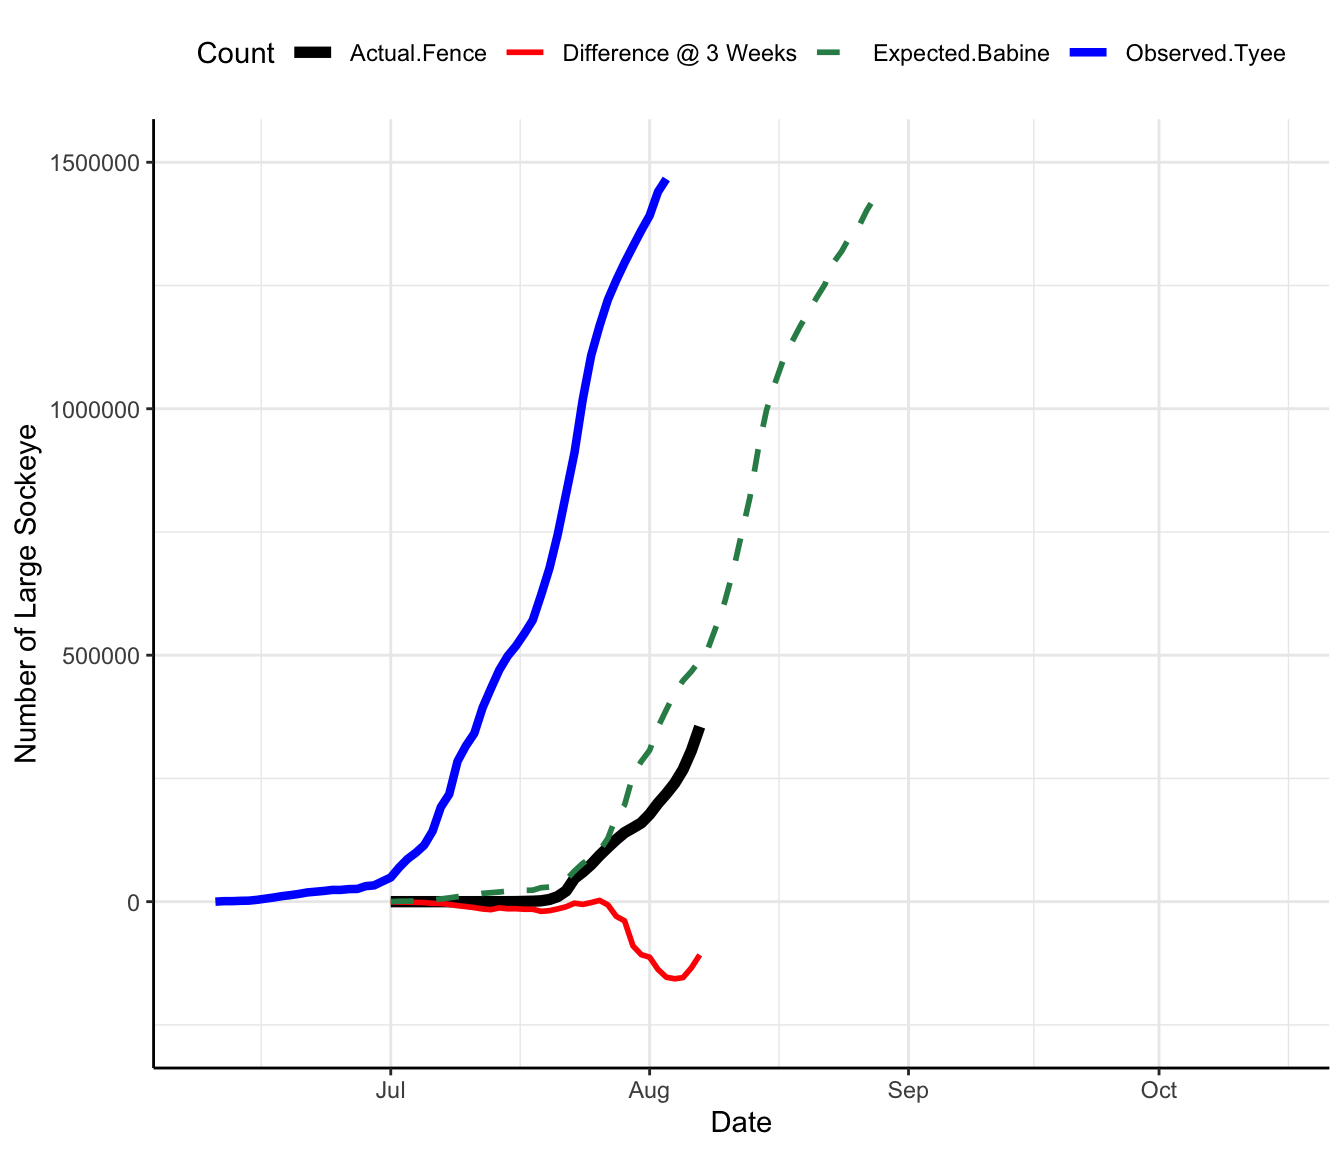 Count Actual.Fence Difference @ 3 Weeks Expected.Babine Observed.Tyee
1500000
1000000
500000
0
Number of Large Sockeye
Jul Aug Sep Oct
Date